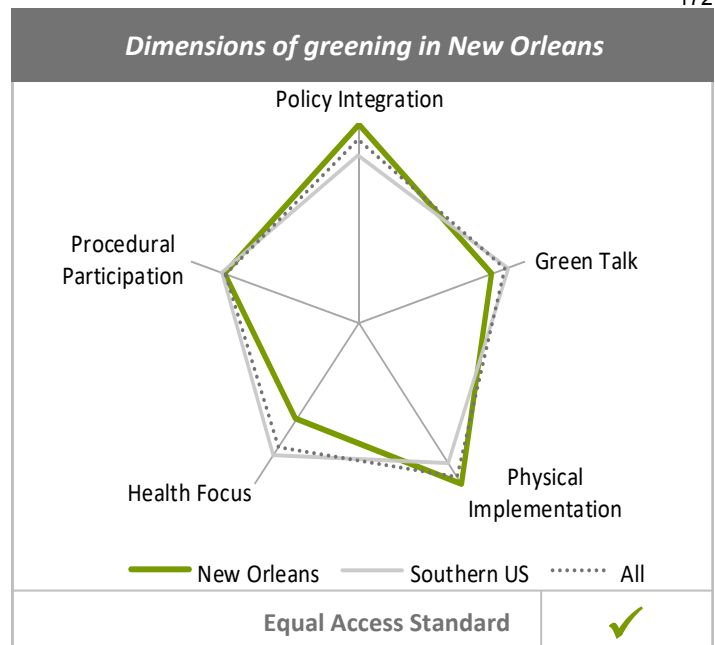 172
Dimensions of greening in New Orleans
Policy Integration
Green Talk
Procedural
Participation
Health Focus
Physical
Implementation
New Orleans
Southern US
All
Equal Access Standard